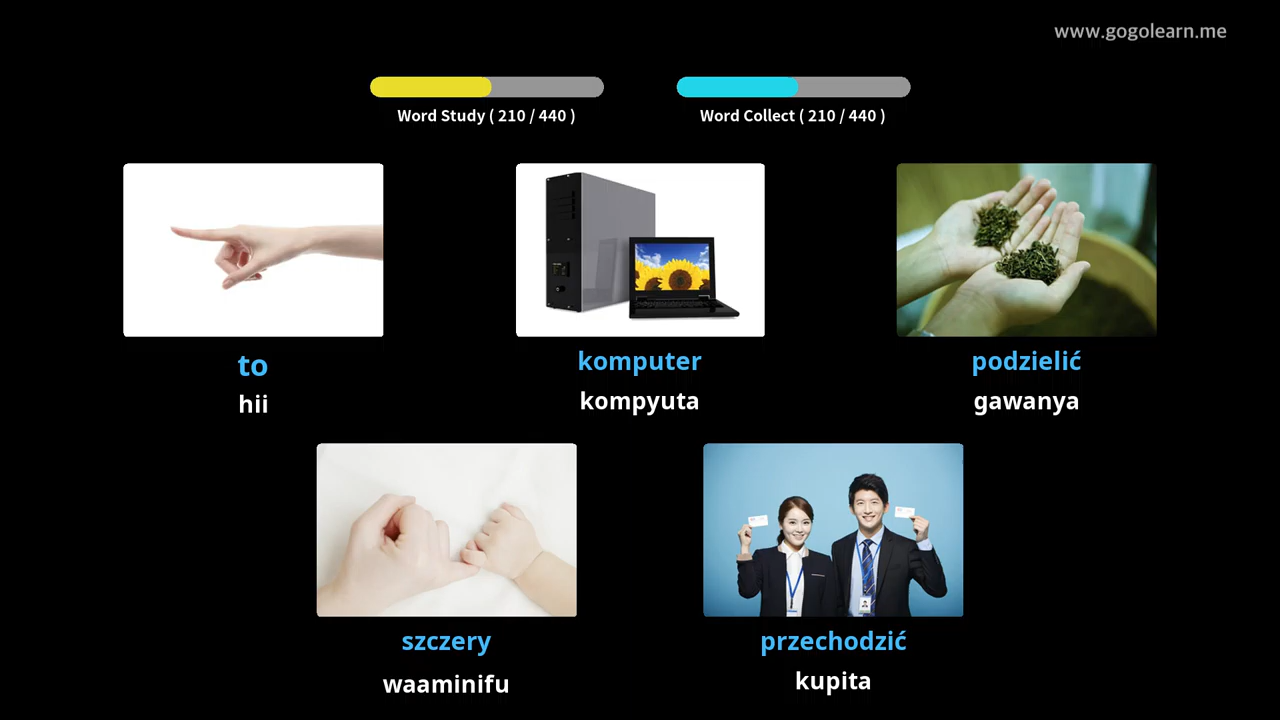 www.gogolearn.me
Word Study ( 210 / 440 )
Word Collect ( 210 / 440 )
to
hii
komputer
kompyuta
podzielić
gawanya
szczery
waaminifu
przechodzić
kupita